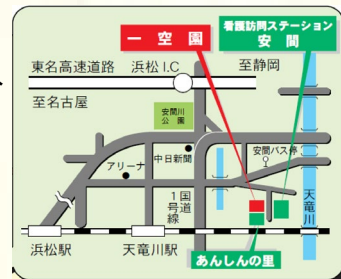 一空園
看護訪問ステーション
安間
東名高速道路 浜松I.C 至静岡
至名古屋
安間川
公園
中日新聞
安間バス停
アリーナ
1国
号道
線
天竜川
浜松駅
天竜川駅
あんしんの里